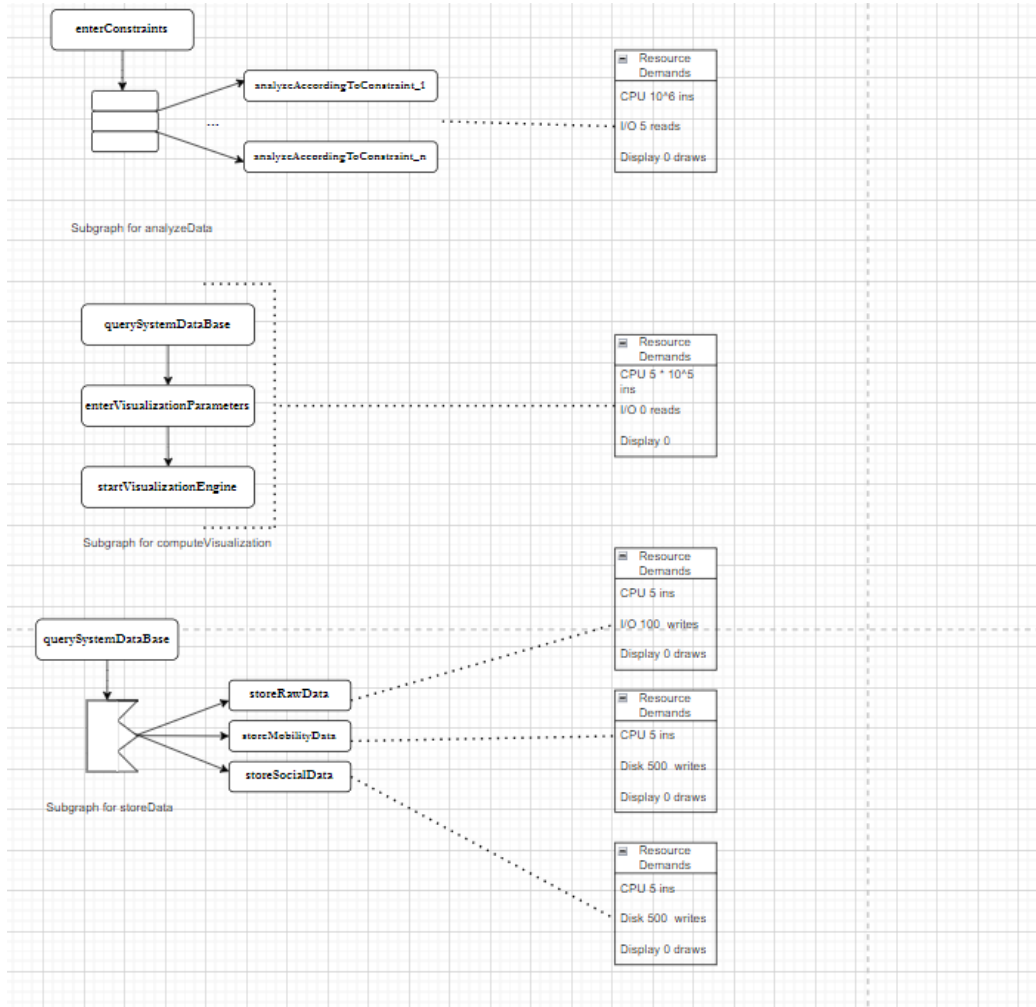 enterConstraints
analyzeAccordingToConstraint_1
...
analyzeAccordingToConstraint_n
Resource
Demands
CPU 10^6 ins
I/O 5 reads
Display 0 draws
Subgraph for analyzeData
querySystemDataBase
enterVisualizationParameters
startVisualizationEngine
Resource
Demands
CPU 5 * 10^5
ins
I/O 0 reads
Display 0
Subgraph for computeVisualization
querySystemDataBase
storeRawData
storeMobilityData
storeSocialData
Subgraph for storeData
Resource
Demands
CPU 5 ins
I/O 100 writes
Display 0 draws
Resource
Demands
CPU 5 ins
Disk 500 writes
Display 0 draws
Resource
Demands
CPU 5 ins
Disk 500 writes
Display 0 draws